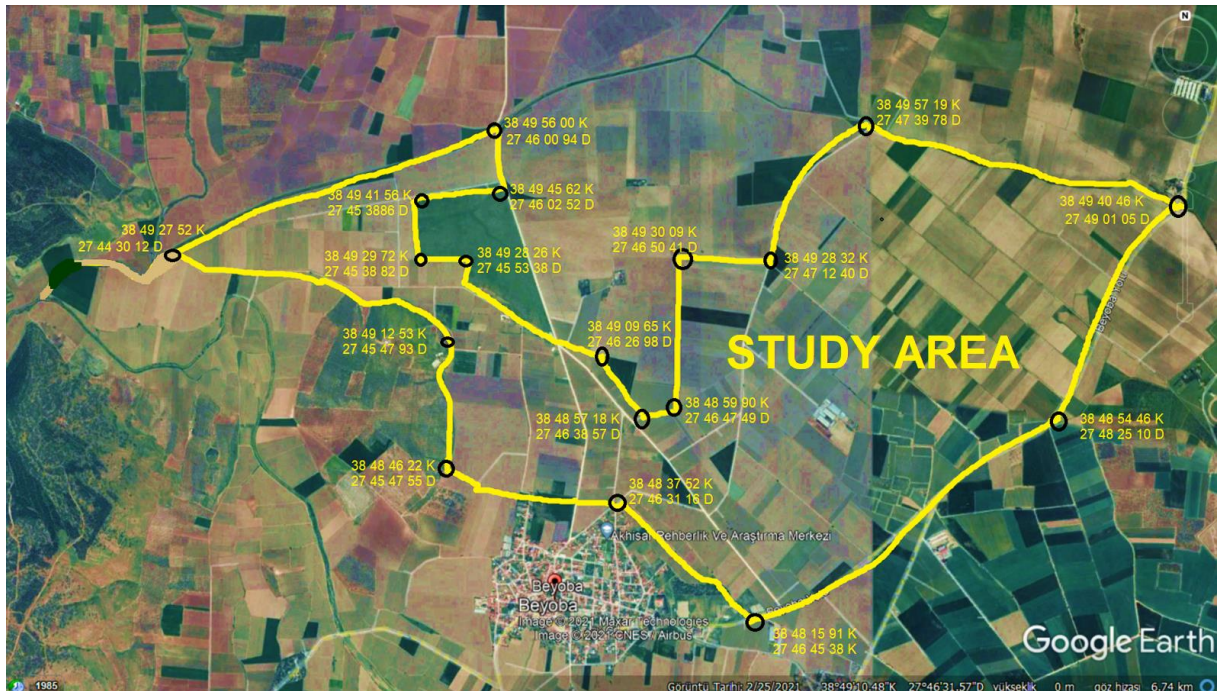 N
38 49 57 19 K
27 47 39 78 D
38 49 56 00 K
27 46 00 94 D
38 49 41 56 K
27 45 3886 D
38 49 45 62 K
27 46 02 52 D
38 49 40 46 K
27 49 01 05 D
38 49 27 52 K
27 44 30 12 D
38 49 29 72 K
27 45 38 82 D
38 49 28 26 K
27 45 53 38 D
38 49 30 09 K
27 46 50 41 D
38 49 28 32 K
27 47 12 40 D
38 49 12 53 K
27 45 47 93 D
38 49 09 65 K
27 46 26 98 D
STUDY AREA
Beyoba Yolu
38 48 57 18 K
27 46 38 57 D
38 48 59 90 K
27 46 47 49 D
38 48 54 46 K
27 48 25 10 D
38 48 46 22 K
27 45 47 55 D
38 48 37 52 K
27 46 31 16 D
Akhisar Rehberlik Ve Araştırma Merkezi
Beyoba
Beyoba
Image © 2021 Maxar Technologies
Image © 2021 CNES / Airbus
38 48 15 91 K
27 46 45 38 K
Google Earth
1985
Görüntü Tarihi: 2/25/2021 38°49'10.48"K 27°46'31.57"D yükseklik 0 m göz hizası 6.74 km